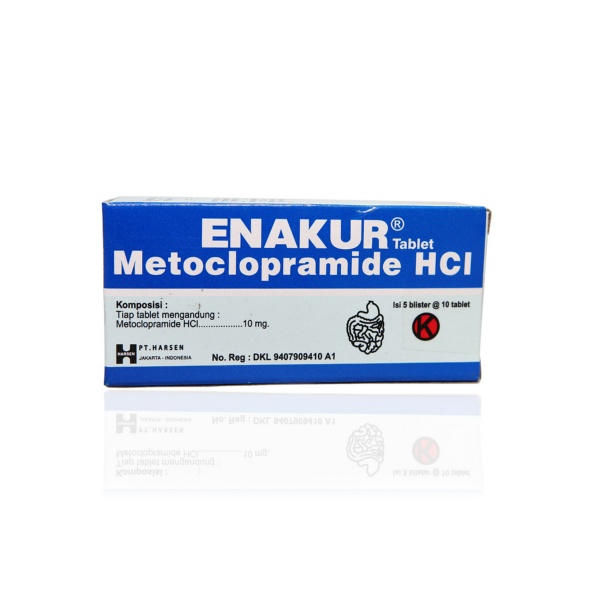 ENAKUR® Tablet
Metoclopramide HCl
Komposisi :
Tiap tablet mengandung :
Metoclopramide HCl..................10 mg.
Isi 5 blister @ 10 tablet
K
H
HARSEN
PT. HARSEN
JAKARTA - INDONESIA
No. Reg : DKL 9407909410 A1